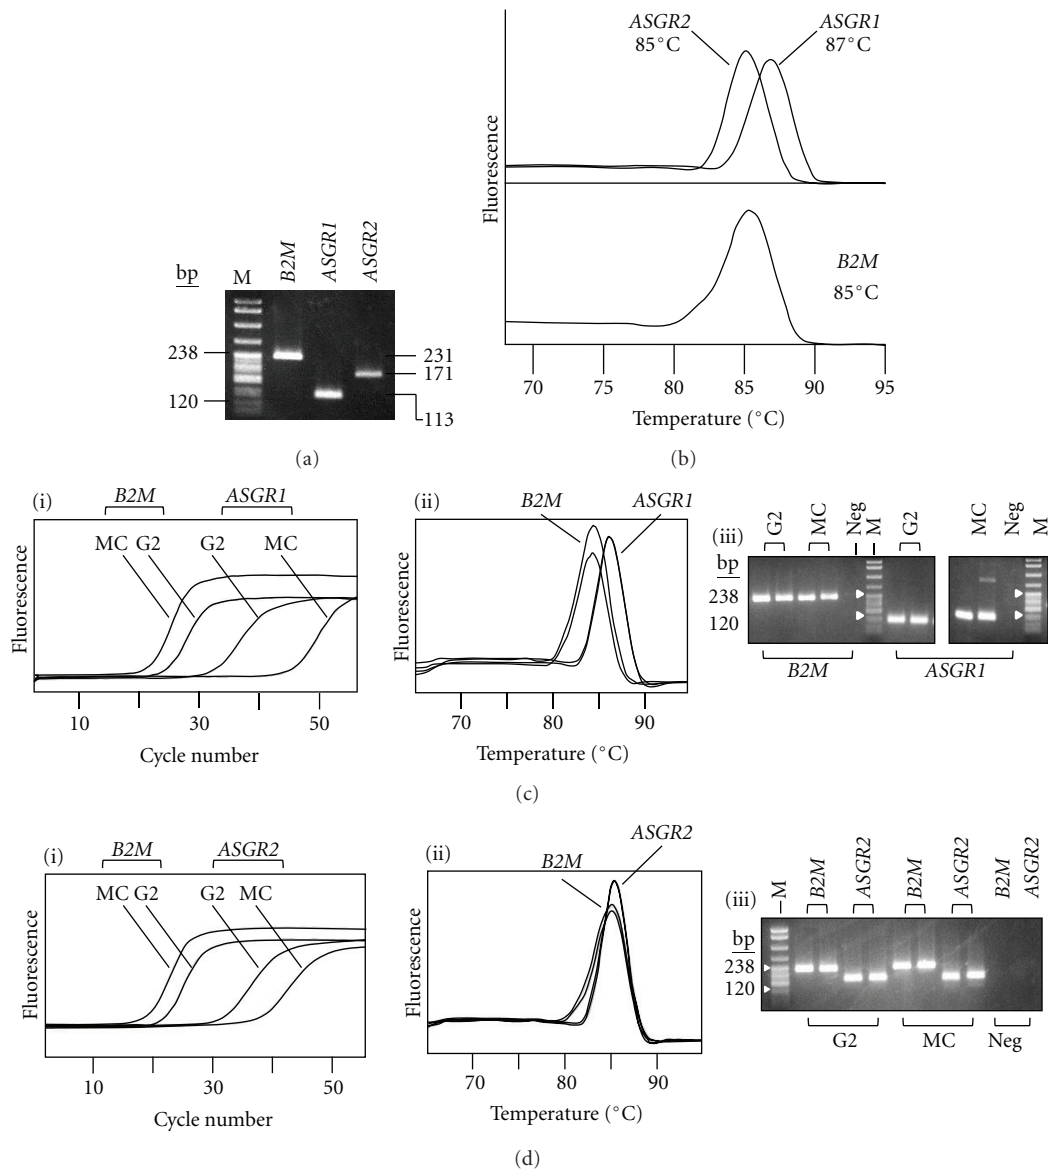 ASGR2 ASGR1
85°C 87°C
Fluorescence
B2M
85°C
70 75 80 85 90 95
Temperature (°C)
(b)
bp M B2M ASGR1 ASGR2
238 231
171
120
113
(a)
(i) B2M ASGR1
MC G2 G2 MC
Fluorescence
10 30 50
Cycle number
(ii) B2M ASGR1
Fluorescence
70 80 90
Temperature (°C)
(iii) G2 MC Neg M G2 MC Neg M
bp
238
120
B2M ASGR1
(c)
(i) B2M ASGR2
MC G2 G2 MC
Fluorescence
10 30 50
Cycle number
(ii) B2M ASGR2
Fluorescence
70 80 90
Temperature (°C)
(iii) M B2M ASGR2 B2M ASGR2 B2M ASGR2
bp
238
120
G2 MC Neg
(d)